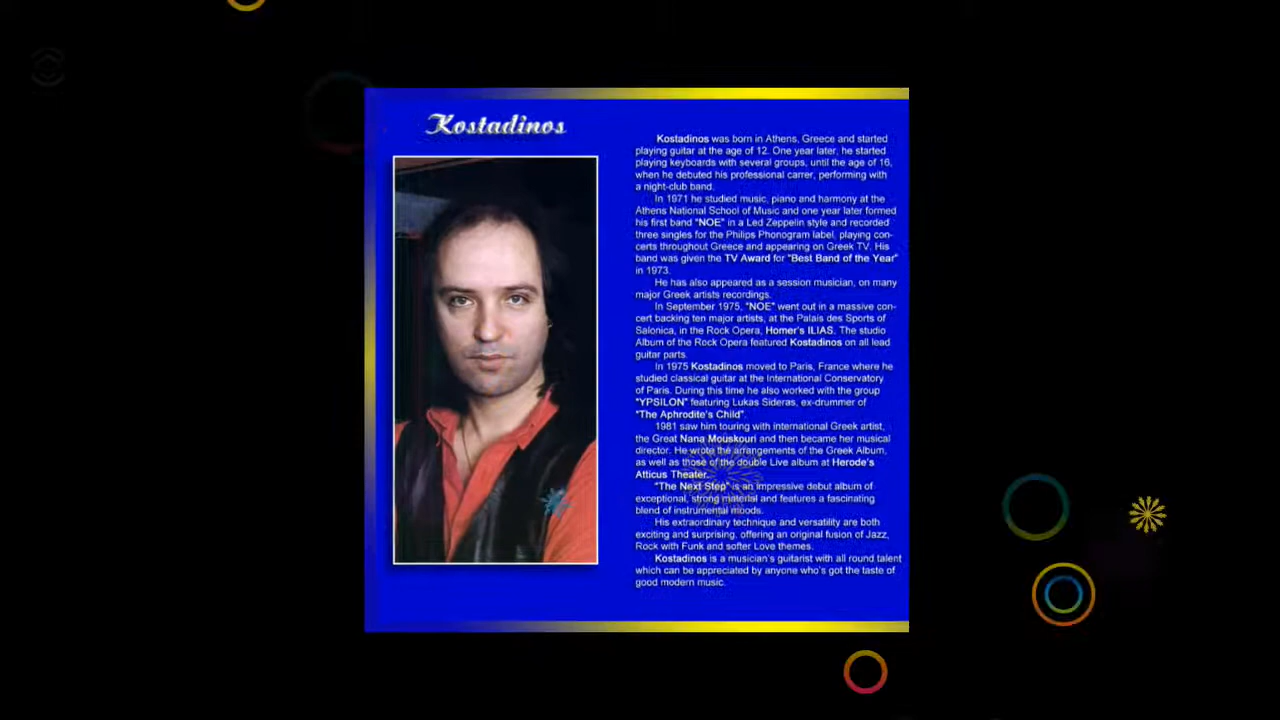 Kostadinos
Kostadinos was born in Athens, Greece and started
playing guitar at the age of 12. One year later, he started
playing keyboards with several groups, until the age of 16,
when he debuted his professional carrer, performing with
a night-club band.
In 1971 he studied music, piano and harmony at the
Athens National School of Music and one year later formed
his first band "NOE" in a Led Zeppelin style and recorded
three singles for the Philips Phonogram label, playing con-
certs throughout Greece and appearing on Greek TV. His
band was given the TV Award for "Best Band of the Year"
in 1973.
He has also appeared as a session musician, on many
major Greek artists recordings.
In September 1975, "NOE" went out in a massive con-
cert backing ten major artists, at the Palais des Sports of
Salonica, in the Rock Opera, Homer's ILIAS. The studio
Album of the Rock Opera featured Kostadinos on all lead
guitar parts.
In 1975 Kostadinos moved to Paris, France where he
studied classical guitar at the International Conservatory
of Paris. During this time he also worked with the group
"YPSILON" featuring Lukas Sideras, ex-drummer of
"The Aphrodite's Child".
1981 saw him touring with international Greek artist,
the Great Nana Mouskouri and then became her musical
director. He wrote the arrangements of the Greek Album,
as well as those of the double Live album at Herode's
Atticus Theater.
"The Next Step" is an impressive debut album of
exceptional, strong material and features a fascinating
blend of instrumental moods.
His extraordinary technique and versatility are both
exciting and surprising, offering an original fusion of Jazz,
Rock with Funk and softer Love themes.
Kostadinos is a musician's guitarist with all round talent
which can be appreciated by anyone who's got the taste of
good modern music.